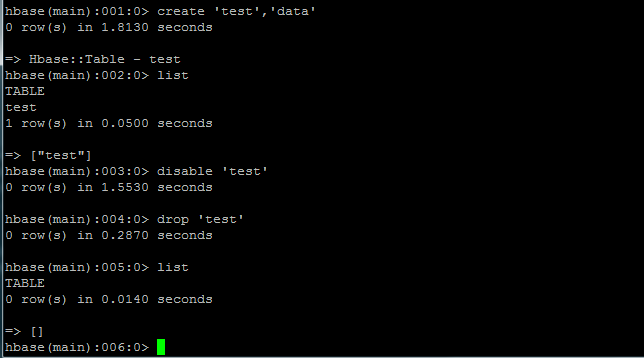 hbase(main):001:0> create 'test','data'
0 row(s) in 1.8130 seconds
=> Hbase::Table - test
hbase(main):002:0> list
TABLE
test
1 row(s) in 0.0500 seconds
=> ["test"]
hbase(main):003:0> disable 'test'
0 row(s) in 1.5530 seconds
hbase(main):004:0> drop 'test'
0 row(s) in 0.2870 seconds
hbase(main):005:0> list
TABLE
0 row(s) in 0.0140 seconds
=> []
hbase(main):006:0>